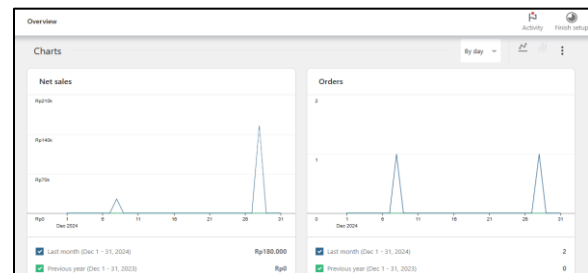 Overview
Activity
Finish setup
Charts
By day
Net sales
Rp210k
Rp140k
Rp70k
Rp0
1 6 11 16 21 26 31
Dec 2024
Last month (Dec 1 - 31, 2024) Rp180.000
Previous year (Dec 1 - 31, 2023) Rp0
Orders
2
1
0
1 6 11 16 21 26 31
Dec 2024
Last month (Dec 1 - 31, 2024) 2
Previous year (Dec 1 - 31, 2023) 0